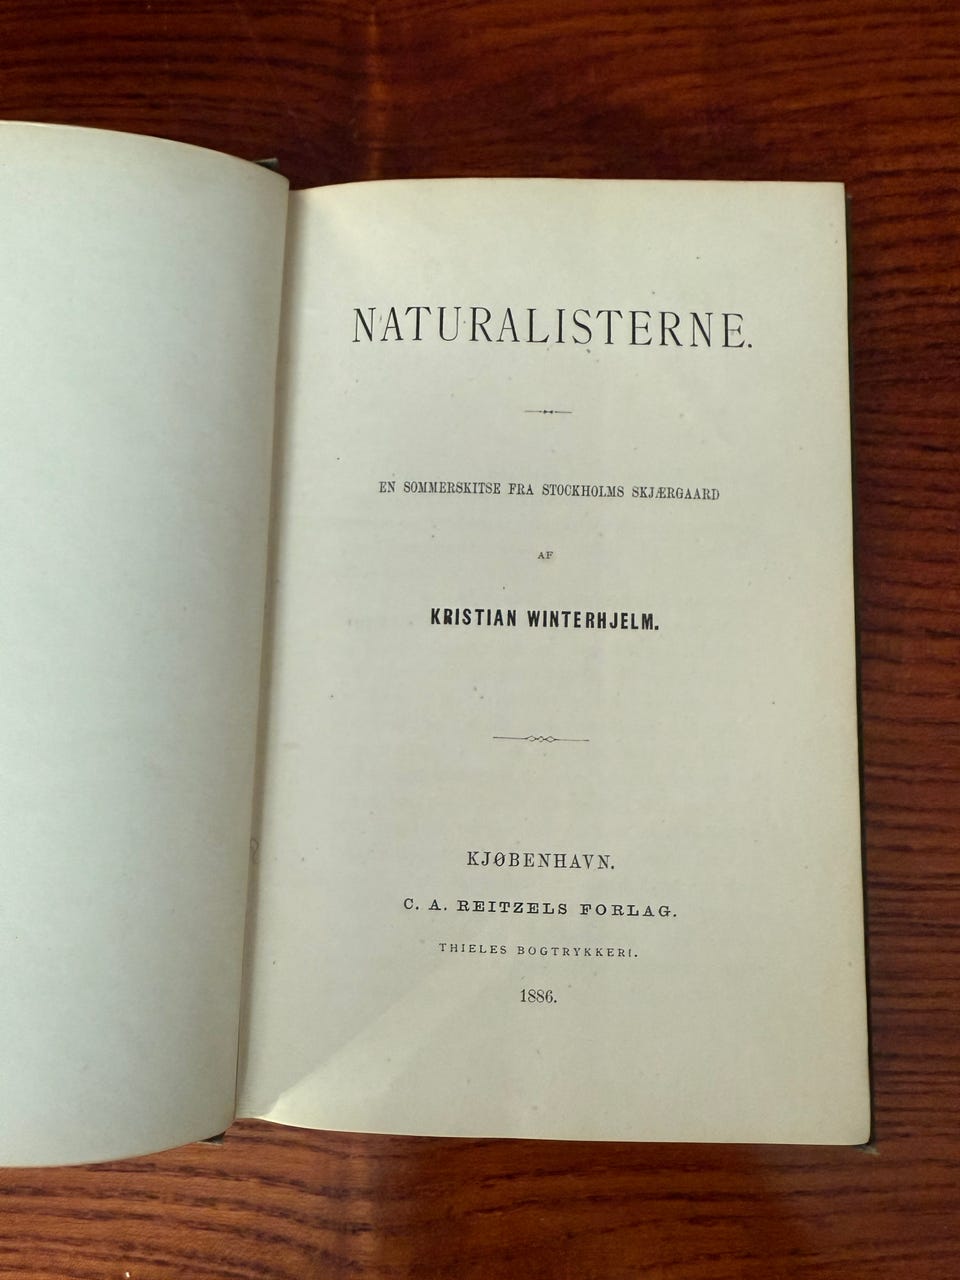 NATURALISTERNE.
EN SOMMERSKITSE FRA STOCKHOLMS SKJÆRGAARD
AF
KRISTIAN WINTERHJELM.
KJØBENHAVN.
C. A. REITZELS FORLAG.
THIELES BOGTRYKKERI.
1886.